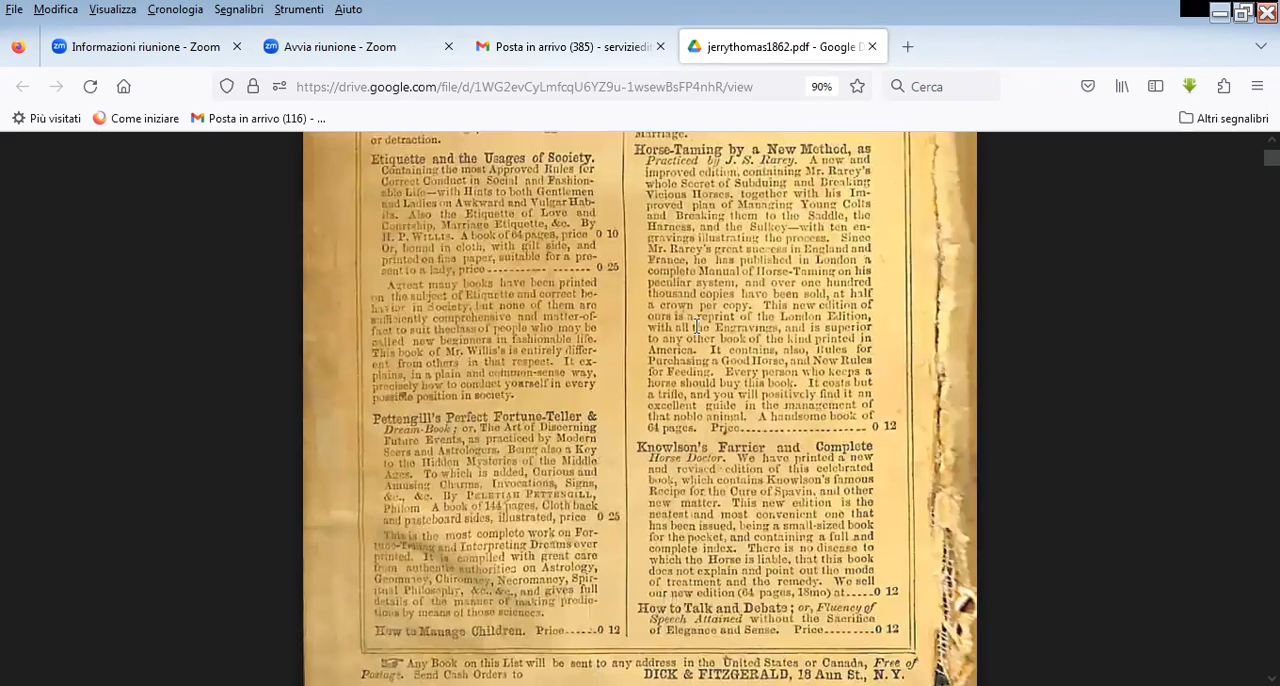 File Modifica Visualizza Cronologia Segnalibri Strumenti Aiuto
Informazioni riunione - Zoom
Avvia riunione - Zoom
Posta in arrivo (385) - serviziedit
jerrythomas1862.pdf - Google D
https://drive.google.com/file/d/1WG2evCyLmfcqU6YZ9u-1wsewBsFP4nhR/view
90%
Cerca
Più visitati
Come iniziare
Posta in arrivo (116) - ...
Altri segnalibri
or detraction.
Etiquette and the Usages of Society.
Containing the most Approved Rules for
Correct Conduct in Social and Fashion-
able Life—with Hints to both Gentlemen
and Ladies on Awkward and Vulgar Hab-
its. Also the Etiquette of Love and
Courtship, Marriage Etiquette, &c. By
H. P. WILLIS. A book of 64 pages, price 0 10
Or, bound in cloth, with gilt side, and
printed on fine paper, suitable for a pre-
sent to a lady, price 0 25
A great many books have been printed
on the subject of Etiquette and correct be-
havior in Society, but none of them are
sufficiently comprehensive and matter-of-
fact to suit the class of people who may be
called new beginners in fashionable life.
This book of Mr. Willis's is entirely differ-
ent from others in that respect. It ex-
plains, in a plain and common-sense way,
precisely how to conduct yourself in every
possible position in society.
Pettengill's Perfect Fortune-Teller &
Dream-Book; or, The Art of Discerning
Future Events, as practiced by Modern
Seers and Astrologers. Being also a Key
to the Hidden Mysteries of the Middle
Ages. To which is added, Curious and
Amusing Charms, Invocations, Signs,
&c., &c. By PELETIAH PETTENGILL,
Philom A book of 144 pages. Cloth back
and pasteboard sides, illustrated, price 0 25
This is the most complete work on For-
tune-Telling and Interpreting Dreams ever
printed. It is compiled with great care
from authentic authorities on Astrology,
Geomancy, Chiromancy, Necromancy, Spir-
itual Philosophy, &c., &c., and gives full
details of the manner of making predic-
tions by means of those sciences.
How to Manage Children. Price......0 12
Marriage.
Horse-Taming by a New Method, as
Practiced by J. S. Rarey. A new and
improved edition, containing Mr. Rarey's
whole Secret of Subduing and Breaking
Vicious Horses, together with his Im-
proved plan of Managing Young Colts
and Breaking them to the Saddle, the
Harness, and the Sulkey—with ten en-
gravings illustrating the process. Since
Mr. Rarey's great success in England and
France, he has published in London a
complete Manual of Horse-Taming on his
peculiar system, and over one hundred
thousand copies have been sold, at half
a crown per copy. This new edition of
ours is a reprint of the London Edition,
with all the Engravings, and is superior
to any other book of the kind printed in
America. It contains, also, Rules for
Purchasing a Good Horse, and New Rules
for Feeding. Every person who keeps a
horse should buy this book. It costs but
a trifle, and you will positively find it an
excellent guide in the management of
that noble animal. A handsome book of
64 pages. Price 0 12
Knowlson's Farrier and Complete
Horse Doctor. We have printed a new
and revised edition of this celebrated
book, which contains Knowlson's famous
Recipe for the Cure of Spavin, and other
new matter. This new edition is the
neatest and most convenient one that
has been issued, being a small-sized book
for the pocket, and containing a full and
complete index. There is no disease to
which the Horse is liable, that this book
does not explain and point out the mode
of treatment and the remedy. We sell
our new edition (64 pages, 18mo) at.....0 12
How to Talk and Debate; or, Fluency of
Speech Attained without the Sacrifice
of Elegance and Sense. Price........0 12
☞ Any Book on this List will be sent to any address in the United States or Canada, Free of
Postage. Send Cash Orders to DICK & FITZGERALD, 18 Ann St., N. Y.